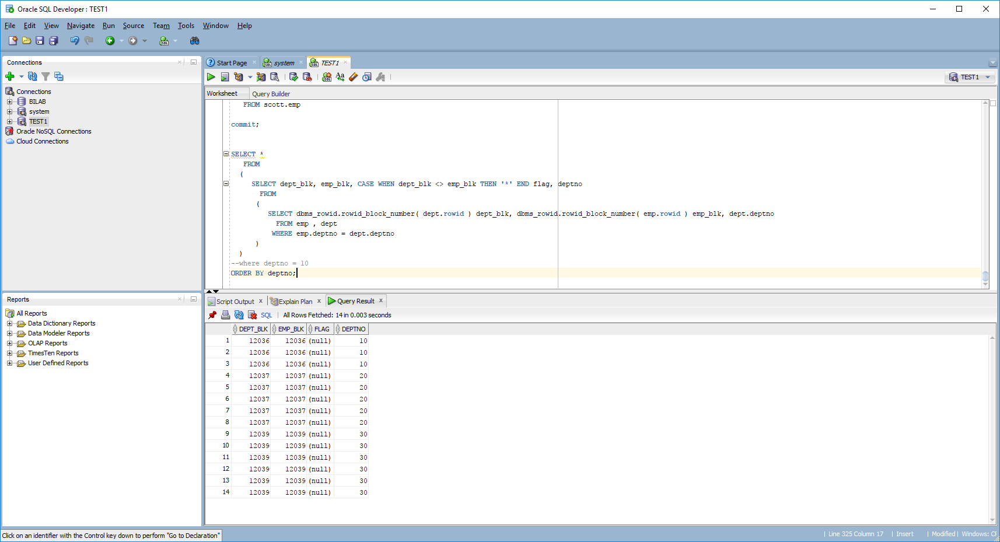 Oracle SQL Developer : TEST1
File Edit View Navigate Run Source Team Tools Window Help
Connections
Connections
BILAB
system
TEST1
Oracle NoSQL Connections
Cloud Connections
Reports
All Reports
Data Dictionary Reports
Data Modeler Reports
OLAP Reports
TimesTen Reports
User Defined Reports
Start Page system TEST1
TEST1
Worksheet Query Builder
FROM scott.emp
commit;
SELECT *
FROM
(
SELECT dept_blk, emp_blk, CASE WHEN dept_blk <> emp_blk THEN '*' END flag, deptno
FROM
(
SELECT dbms_rowid.rowid_block_number( dept.rowid ) dept_blk, dbms_rowid.rowid_block_number( emp.rowid ) emp_blk, dept.deptno
FROM emp , dept
WHERE emp.deptno = dept.deptno
)
)
--where deptno = 10
ORDER BY deptno;
Script Output x Explain Plan x Query Result x
SQL | All Rows Fetched: 14 in 0.003 seconds
DEPT_BLK EMP_BLK FLAG DEPTNO
1 12036 12036 (null) 10
2 12036 12036 (null) 10
3 12036 12036 (null) 10
4 12037 12037 (null) 20
5 12037 12037 (null) 20
6 12037 12037 (null) 20
7 12037 12037 (null) 20
8 12037 12037 (null) 20
9 12039 12039 (null) 30
10 12039 12039 (null) 30
11 12039 12039 (null) 30
12 12039 12039 (null) 30
13 12039 12039 (null) 30
14 12039 12039 (null) 30
Click on an identifier with the Control key down to perform "Go to Declaration"
| Line 325 Column 17 | Insert | Modified | Windows: